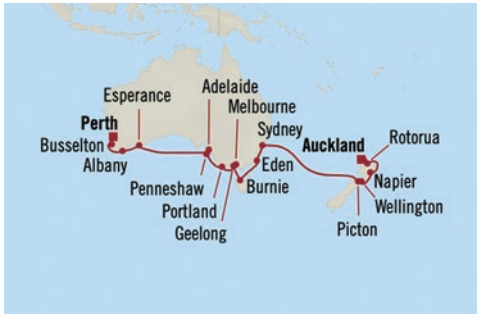 Adelaide
Esperance
Melbourne
Perth
Sydney
Auckland
Rotorua
Busselton
Albany
Eden
Napier
Penneshaw
Burnie
Wellington
Portland
Geelong
Picton